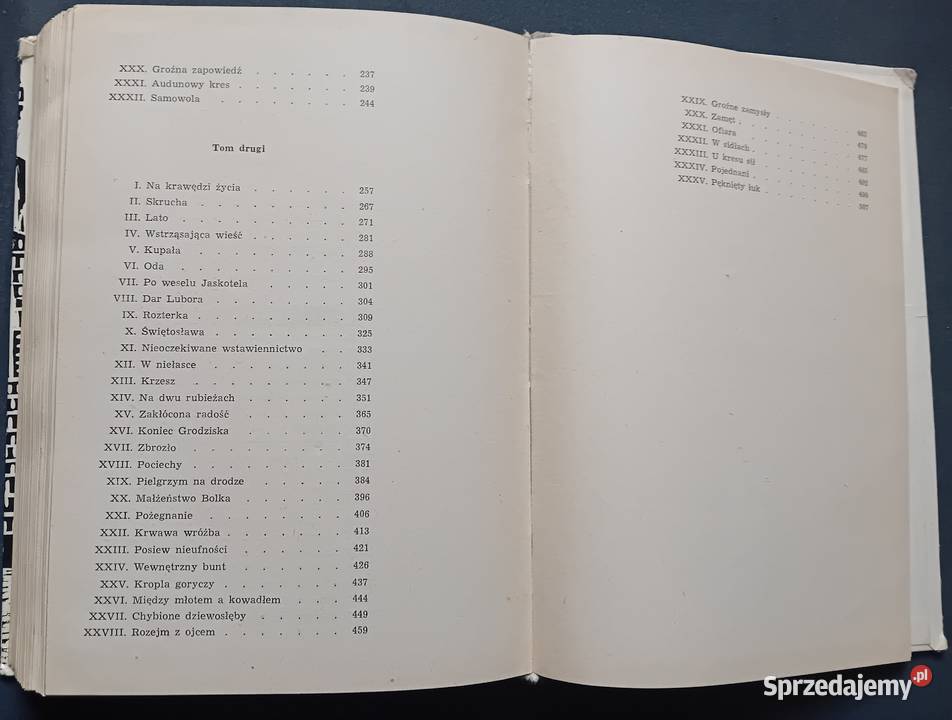 XXX. Groźna zapowiedź . . . . . . 237
XXXI. Audunowy kres . . . . . . . 239
XXXII. Samowola . . . . . . . . 244
Tom drugi
I. Na krawędzi życia . . . . . . 257
II. Skrucha . . . . . . . . . 267
III. Lato . . . . . . . . . 271
IV. Wstrząsająca wieść . . . . . . 281
V. Kupała . . . . . . . . . 288
VI. Oda . . . . . . . . . 295
VII. Po weselu Jaskotela . . . . . 301
VIII. Dar Lubora . . . . . . . . 304
IX. Rozterka . . . . . . . . . 309
X. Świętosława . . . . . . . . 325
XI. Nieoczekiwane wstawiennictwo . . 333
XII. W niełasce . . . . . . . . 341
XIII. Krzesz . . . . . . . . . 347
XIV. Na dwu rubieżach . . . . . . 351
XV. Zakłócona radość . . . . . . 365
XVI. Koniec Grodziska . . . . . . 370
XVII. Zbrozło . . . . . . . . . 374
XVIII. Pociechy . . . . . . . . . 381
XIX. Pielgrzym na drodze . . . . . 384
XX. Małżeństwo Bolka . . . . . . 396
XXI. Pożegnanie . . . . . . . . 406
XXII. Krwawa wróżba . . . . . . . 413
XXIII. Posiew nieufności . . . . . . 421
XXIV. Wewnętrzny bunt . . . . . . 426
XXV. Kropla goryczy . . . . . . . 437
XXVI. Między młotem a kowadłem . . . 444
XXVII. Chybione dziewosłęby . . . . . 449
XXVIII. Rozejm z ojcem . . . . . . . 459
XXIX. Groźne zamysły
XXX. Zamęt
XXXI. Ofiara
XXXII. W sidłach
XXXIII. U kresu sił
XXXIV. Pojednani
XXXV. Pęknięty łuk . . . . . . . 507
Sprzedajemy.pl